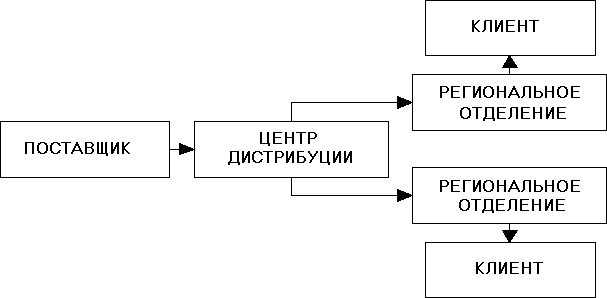 КЛИЕНТ
РЕГИОНАЛЬНОЕ
ОТДЕЛЕНИЕ
ПОСТАВЩИК
ЦЕНТР
ДИСТРИБУЦИИ
РЕГИОНАЛЬНОЕ
ОТДЕЛЕНИЕ
КЛИЕНТ